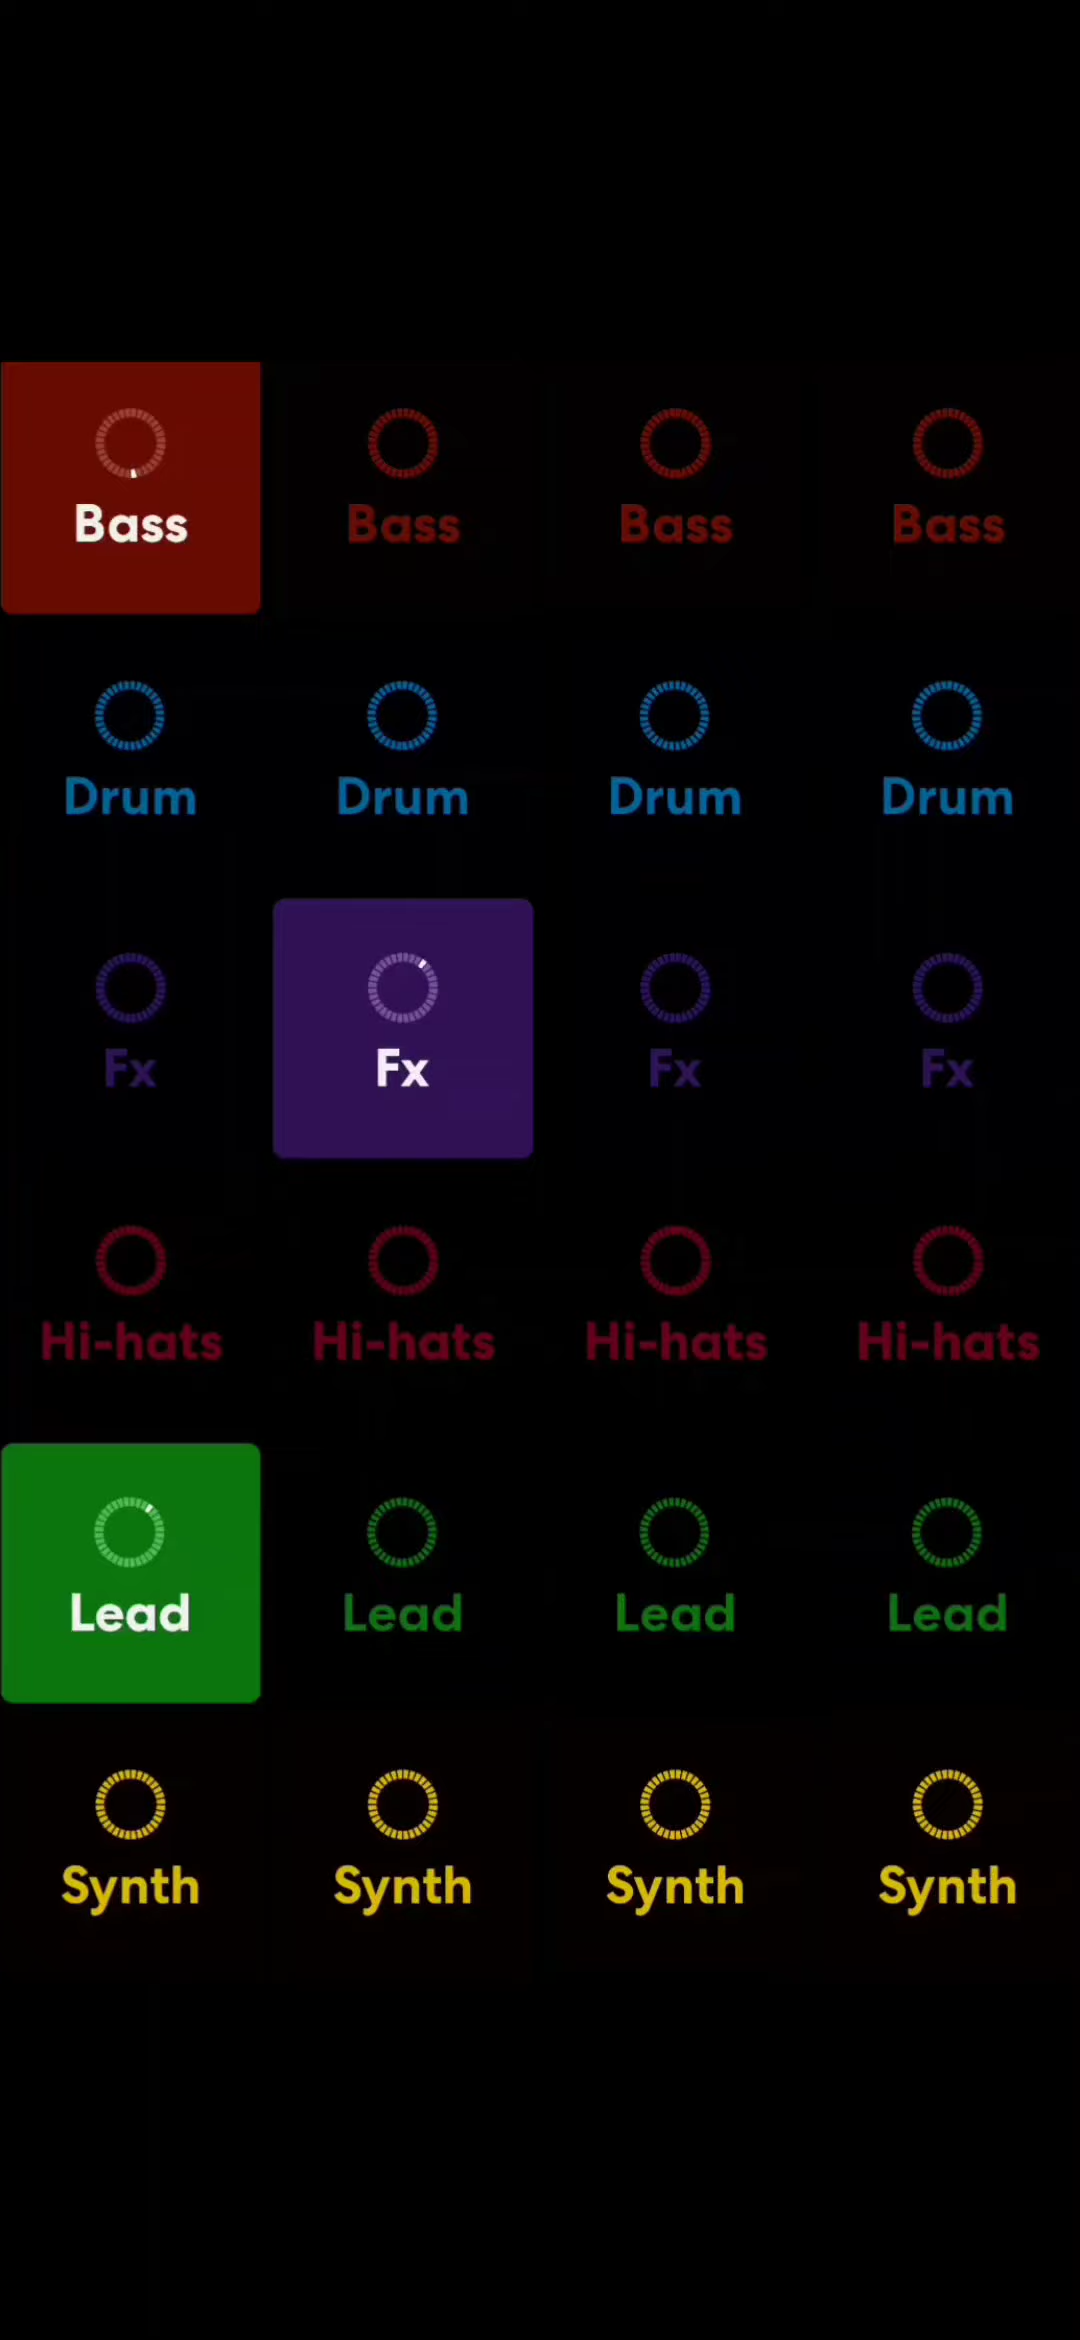 Bass Bass Bass Bass
Drum Drum Drum Drum
Fx Fx Fx Fx
Hi-hats Hi-hats Hi-hats Hi-hats
Lead Lead Lead Lead
Synth Synth Synth Synth